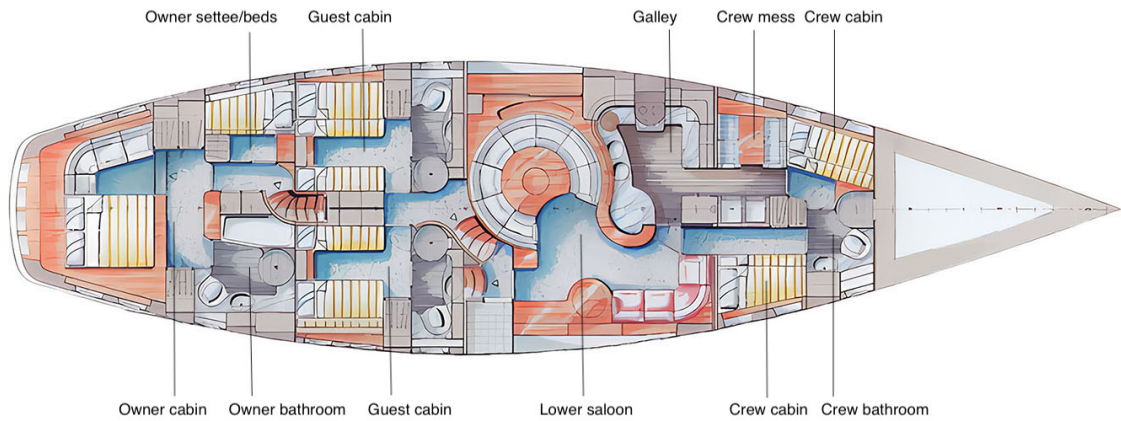 Owner settee/beds
Guest cabin
Galley
Crew mess
Crew cabin
Owner cabin
Owner bathroom
Guest cabin
Lower saloon
Crew cabin
Crew bathroom